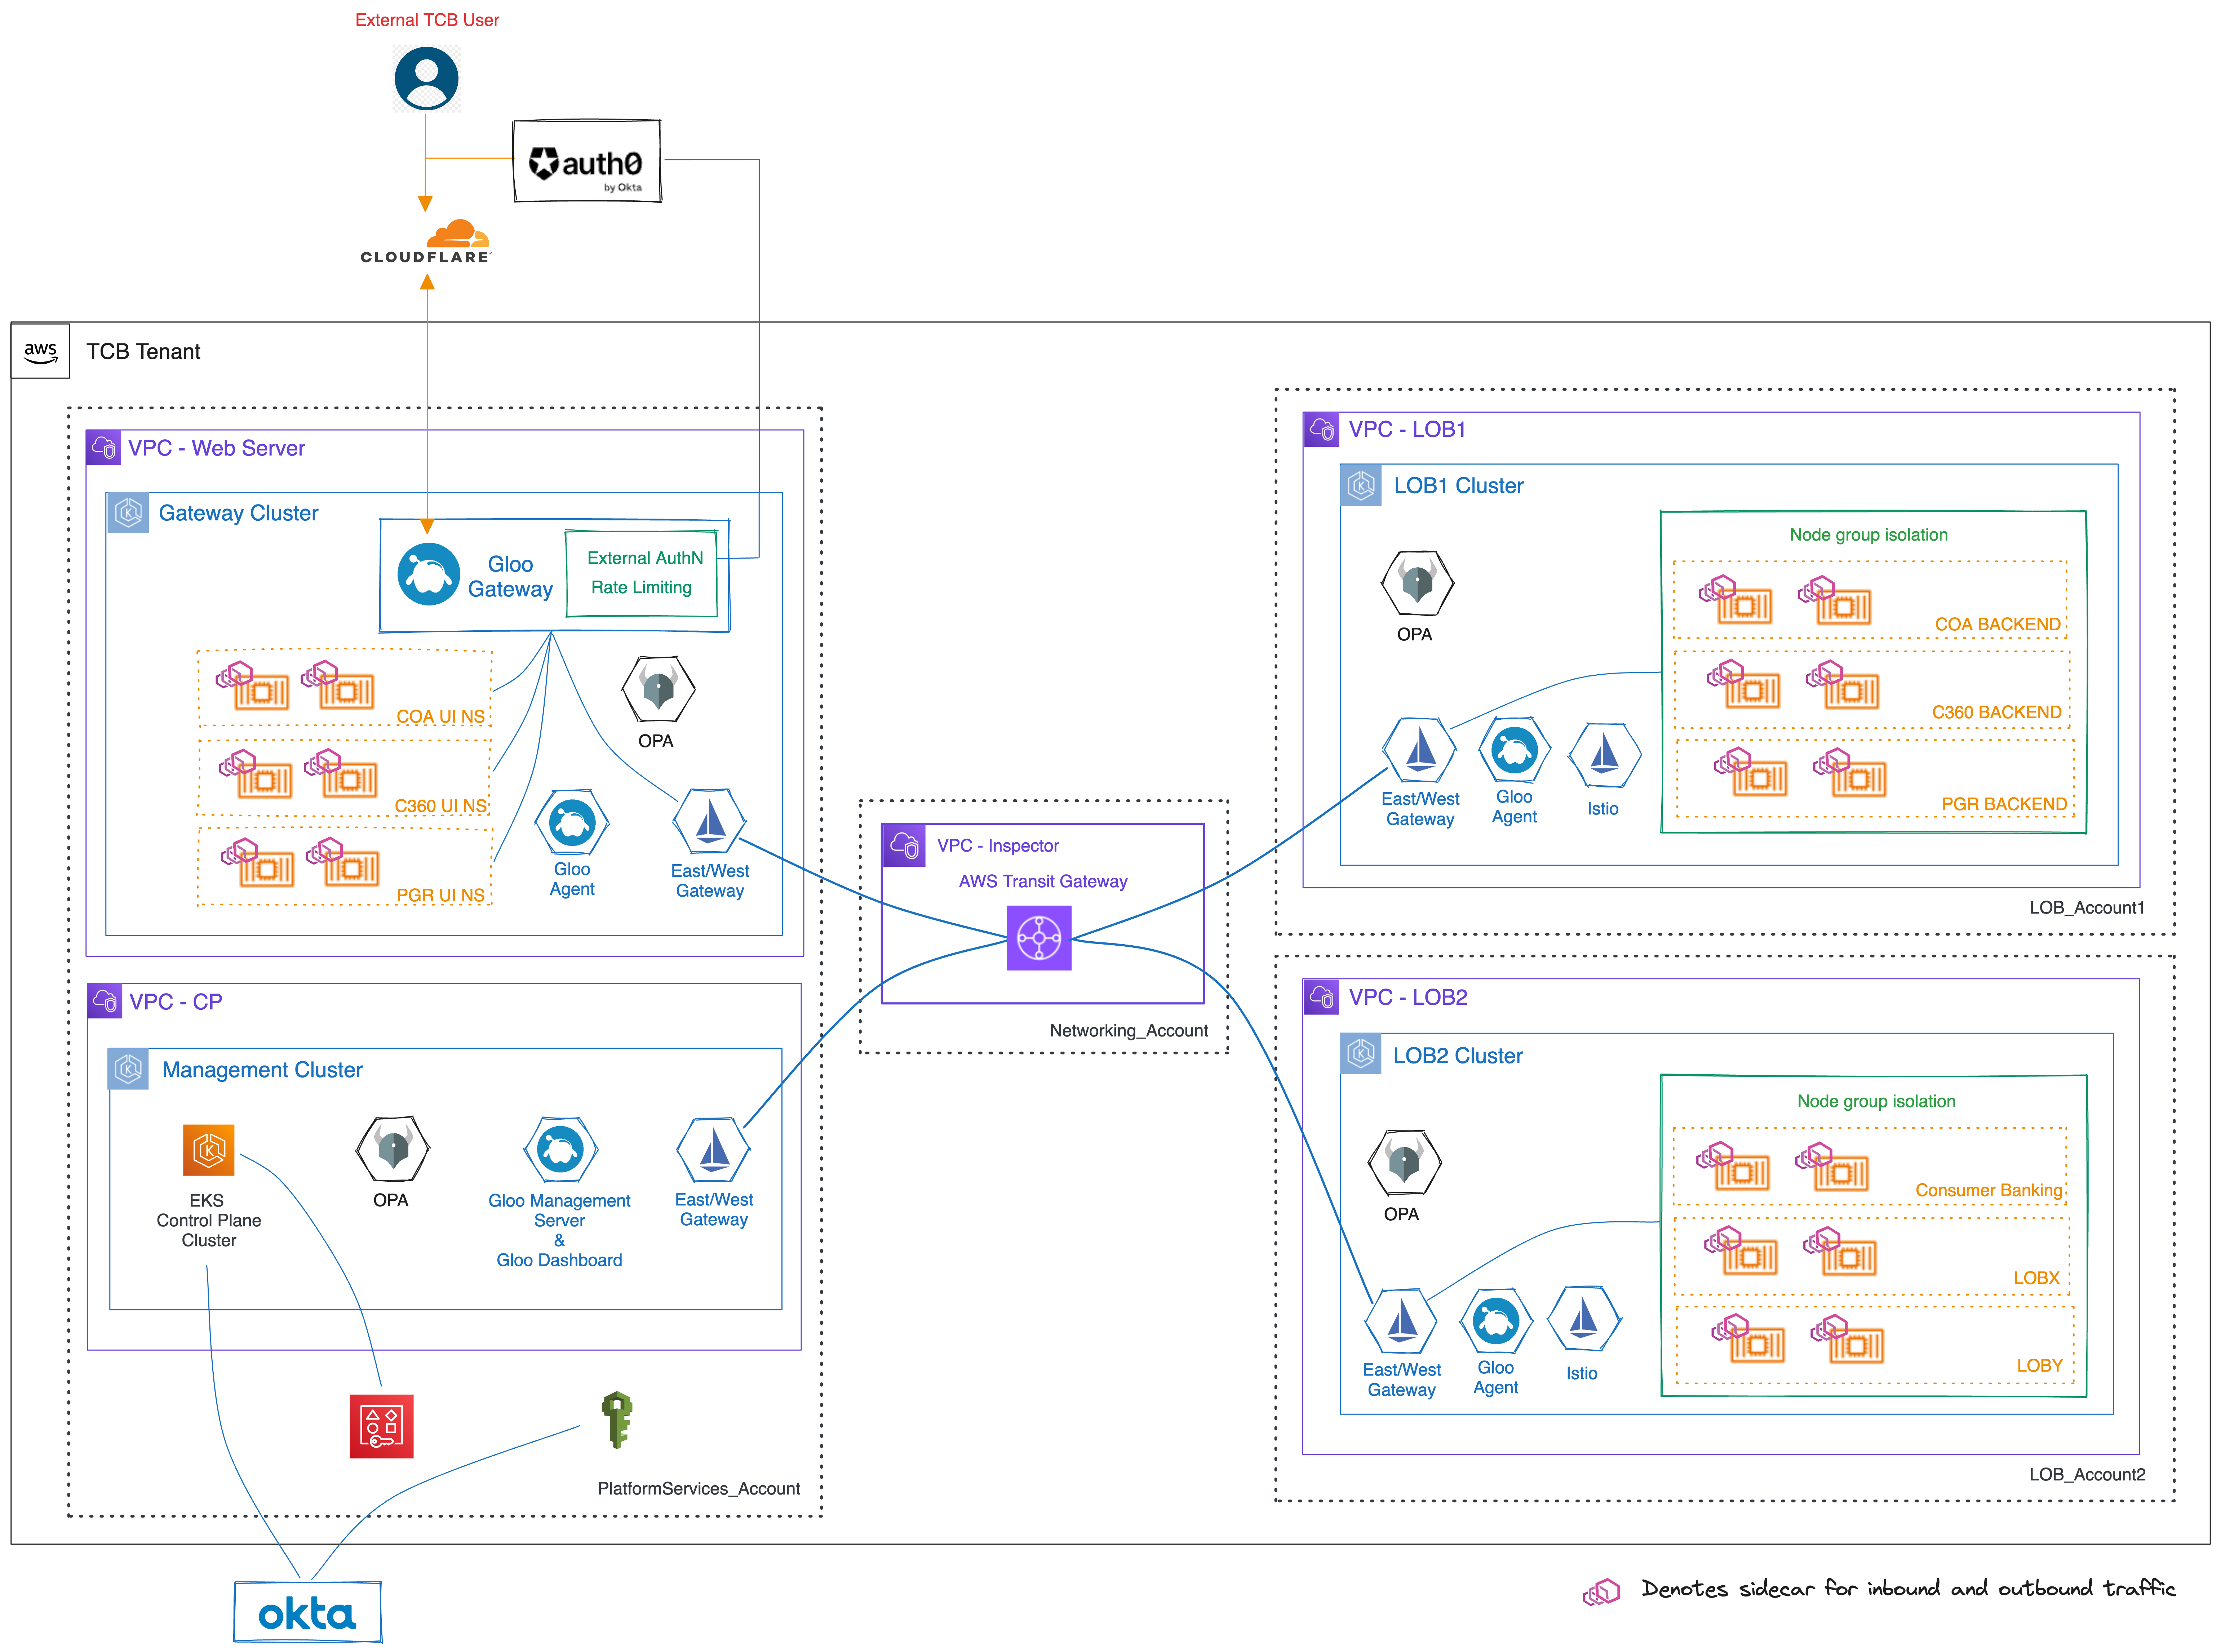 External TCB User
auth0
by Okta
CLOUDFLARE
aws
TCB Tenant
VPC - Web Server
Gateway Cluster
Gloo
Gateway
External AuthN
Rate Limiting
COA UI NS
OPA
C360 UI NS
PGR UI NS
Gloo
Agent
East/West
Gateway
VPC - CP
Management Cluster
EKS
Control Plane
Cluster
OPA
Gloo Management
Server
&
Gloo Dashboard
East/West
Gateway
PlatformServices_Account
okta
VPC - Inspector
AWS Transit Gateway
Networking_Account
VPC - LOB1
LOB1 Cluster
Node group isolation
OPA
COA BACKEND
C360 BACKEND
PGR BACKEND
East/West
Gateway
Gloo
Agent
Istio
LOB_Account1
VPC - LOB2
LOB2 Cluster
Node group isolation
OPA
Consumer Banking
LOBX
LOBY
East/West
Gateway
Gloo
Agent
Istio
LOB_Account2
Denotes sidecar for inbound and outbound traffic